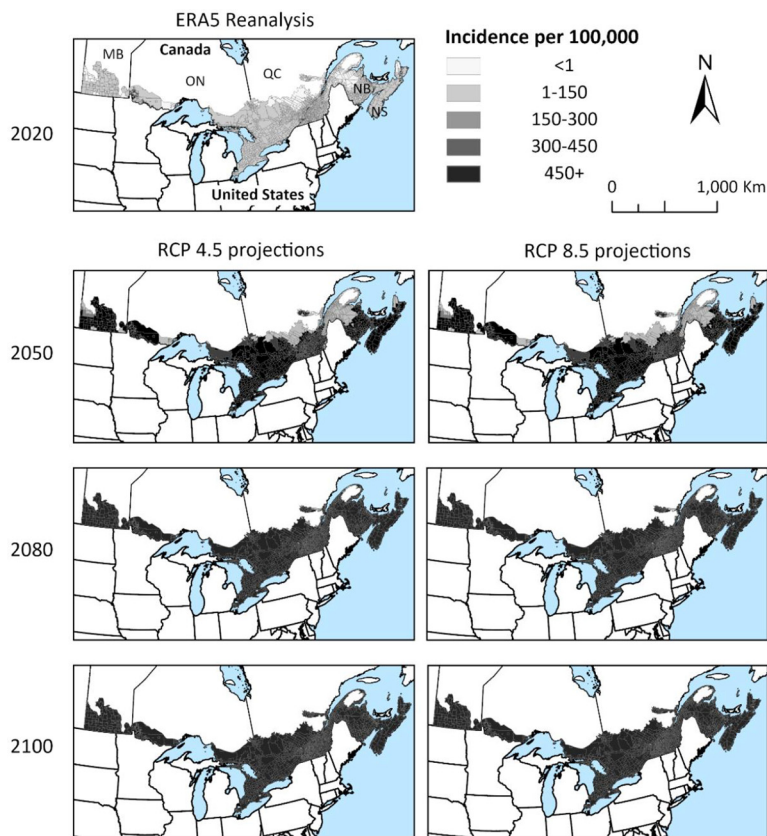 ERA5 Reanalysis
2020
MB
Canada
ON
QC
NB
NS
United States
Incidence per 100,000
<1
1-150
150-300
300-450
450+
N
0 1,000 Km
RCP 4.5 projections
RCP 8.5 projections
2050
2080
2100